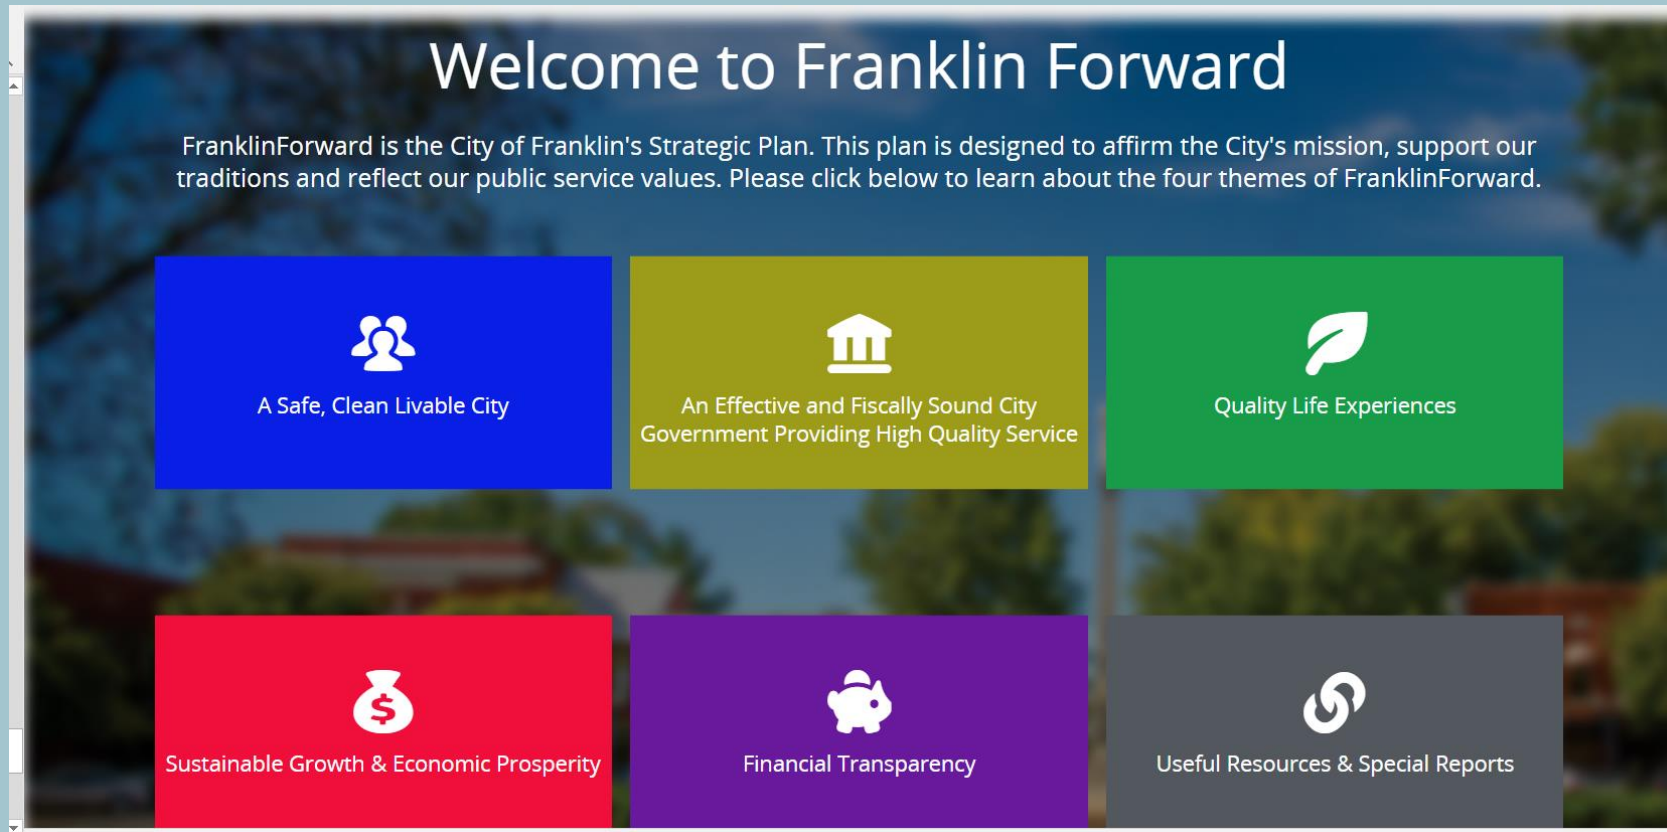 Welcome to Franklin Forward
FranklinForward is the City of Franklin's Strategic Plan. This plan is designed to affirm the City's mission, support our
traditions and reflect our public service values. Please click below to learn about the four themes of FranklinForward.
A Safe, Clean Livable City
An Effective and Fiscally Sound City
Government Providing High Quality Service
Quality Life Experiences
$
Sustainable Growth & Economic Prosperity
Financial Transparency
Useful Resources & Special Reports